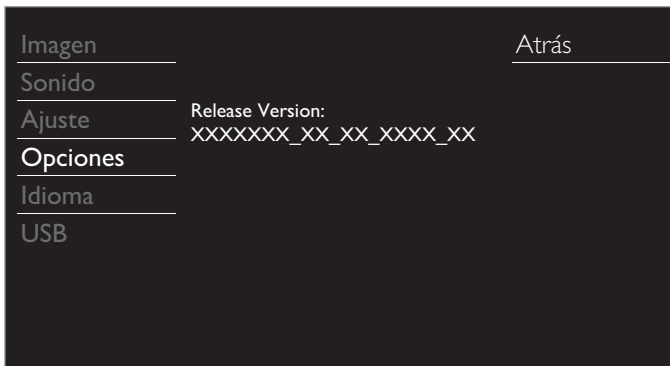 Imagen
Sonido
Ajuste
Opciones
Idioma
USB
Release Version:
XXXXXXX_XX_XX_XXXX_XX
Atrás